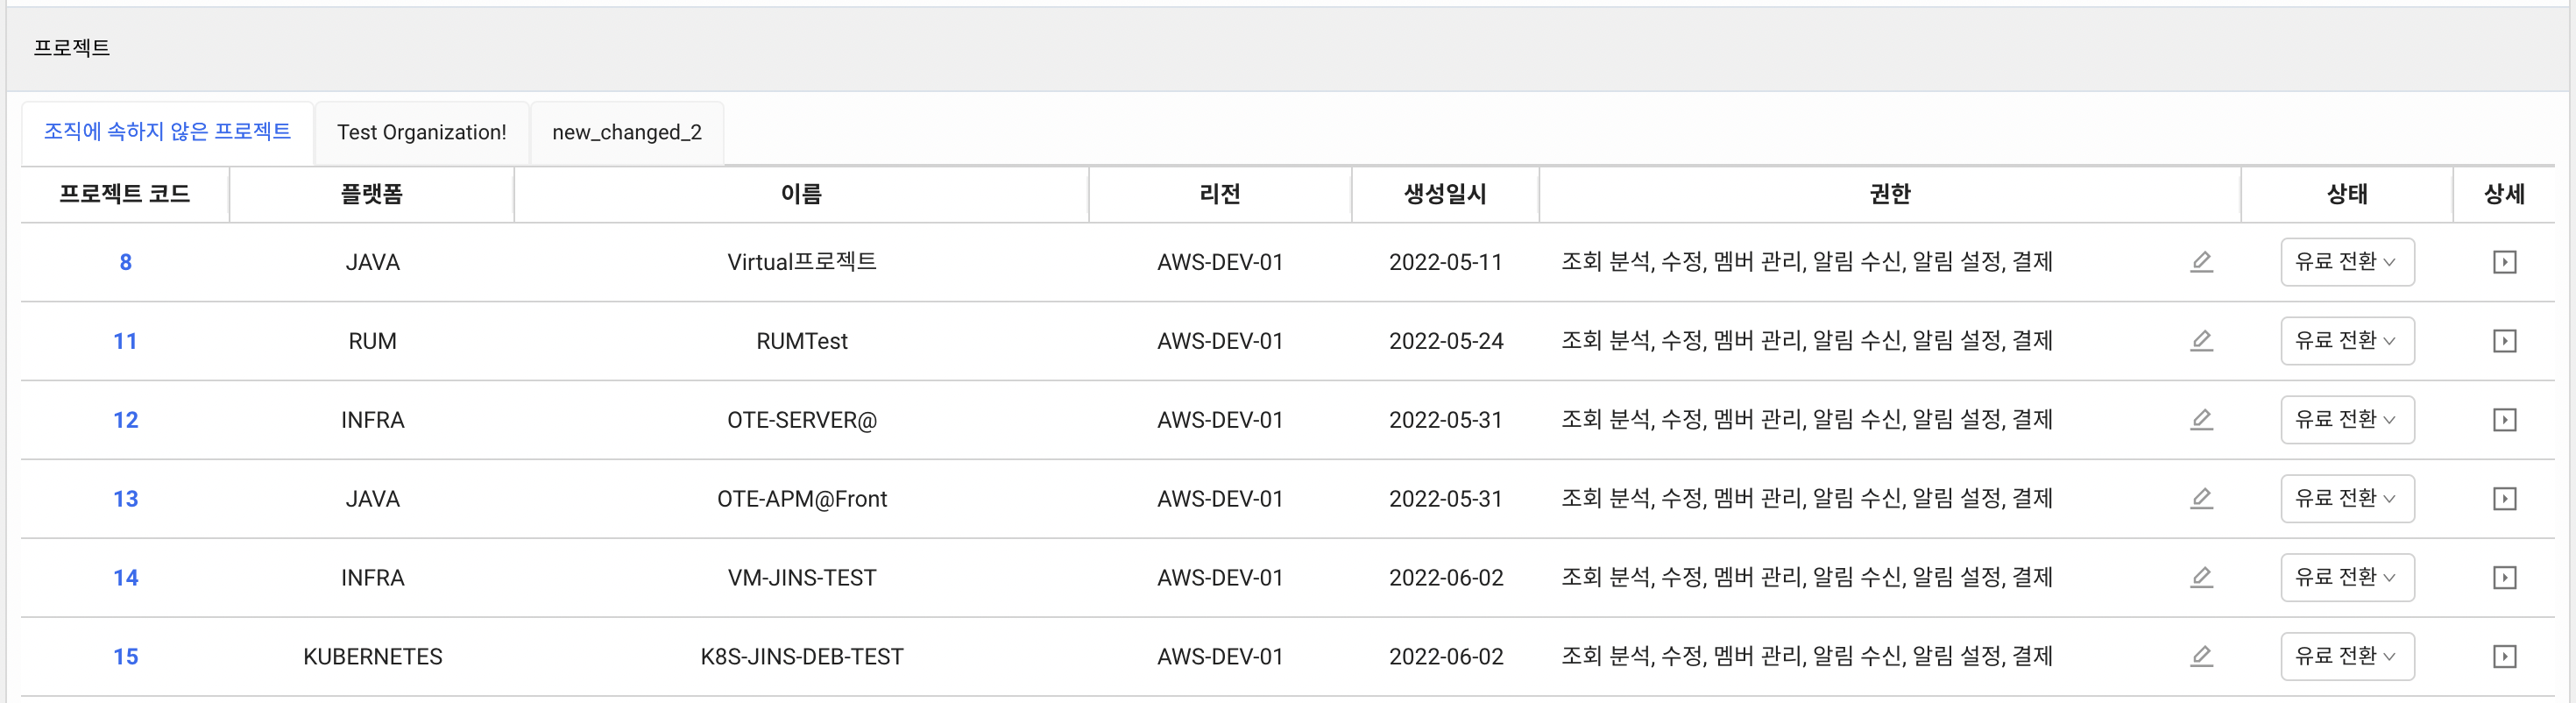 프로젝트
조직에 속하지 않은 프로젝트 Test Organization! new_changed_2
프로젝트 코드 플랫폼 이름 리전 생성일시 권한 상태 상세
8 JAVA Virtual프로젝트 AWS-DEV-01 2022-05-11 조회 분석, 수정, 멤버 관리, 알림 수신, 알림 설정, 결제 유료 전환
11 RUM RUMTest AWS-DEV-01 2022-05-24 조회 분석, 수정, 멤버 관리, 알림 수신, 알림 설정, 결제 유료 전환
12 INFRA OTE-SERVER@ AWS-DEV-01 2022-05-31 조회 분석, 수정, 멤버 관리, 알림 수신, 알림 설정, 결제 유료 전환
13 JAVA OTE-APM@Front AWS-DEV-01 2022-05-31 조회 분석, 수정, 멤버 관리, 알림 수신, 알림 설정, 결제 유료 전환
14 INFRA VM-JINS-TEST AWS-DEV-01 2022-06-02 조회 분석, 수정, 멤버 관리, 알림 수신, 알림 설정, 결제 유료 전환
15 KUBERNETES K8S-JINS-DEB-TEST AWS-DEV-01 2022-06-02 조회 분석, 수정, 멤버 관리, 알림 수신, 알림 설정, 결제 유료 전환